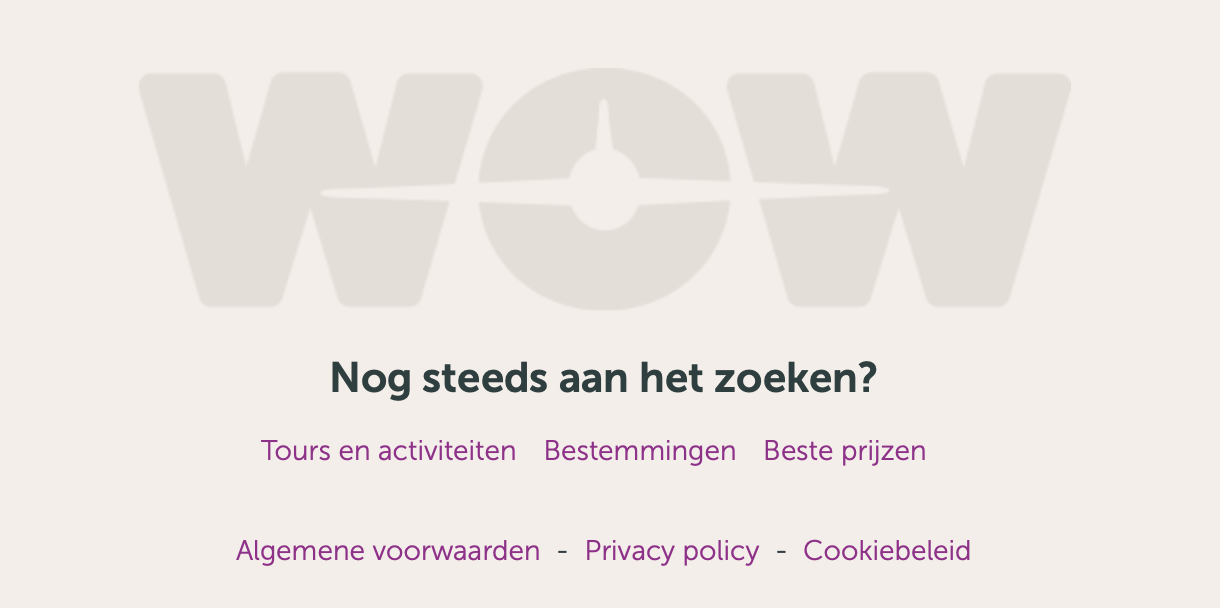 WOW
Nog steeds aan het zoeken?
Tours en activiteiten Bestemmingen Beste prijzen
Algemene voorwaarden - Privacy policy - Cookiebeleid